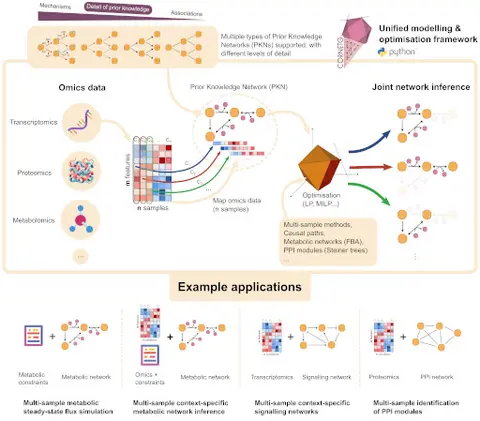 Mechanisms
Detail of prior knowledge
Associations
Multiple types of Prior Knowledge
Networks (PKNs) supported, with
different levels of detail
CORNETO
Unified modelling &
optimisation framework
python
Omics data
Prior Knowledge Network (PKN)
Joint network inference
Transcriptomics
Proteomics
Metabolomics
...
m features
n samples
Map omics data
(n samples)
Optimisation
(LP, MILP...)
Multi-sample methods,
Causal paths,
Metabolic networks (FBA),
PPI modules (Steiner trees)
...
Example applications
+
+
+
+
Metabolic
constraints
Metabolic network
Omics +
constraints
Metabolic network
Transcriptomics
Signalling network
Proteomics
PPI network
Multi-sample metabolic
steady-state flux simulation
Multi-sample context-specific
metabolic network inference
Multi-sample context-specific
signalling networks
Multi-sample identification
of PPI modules